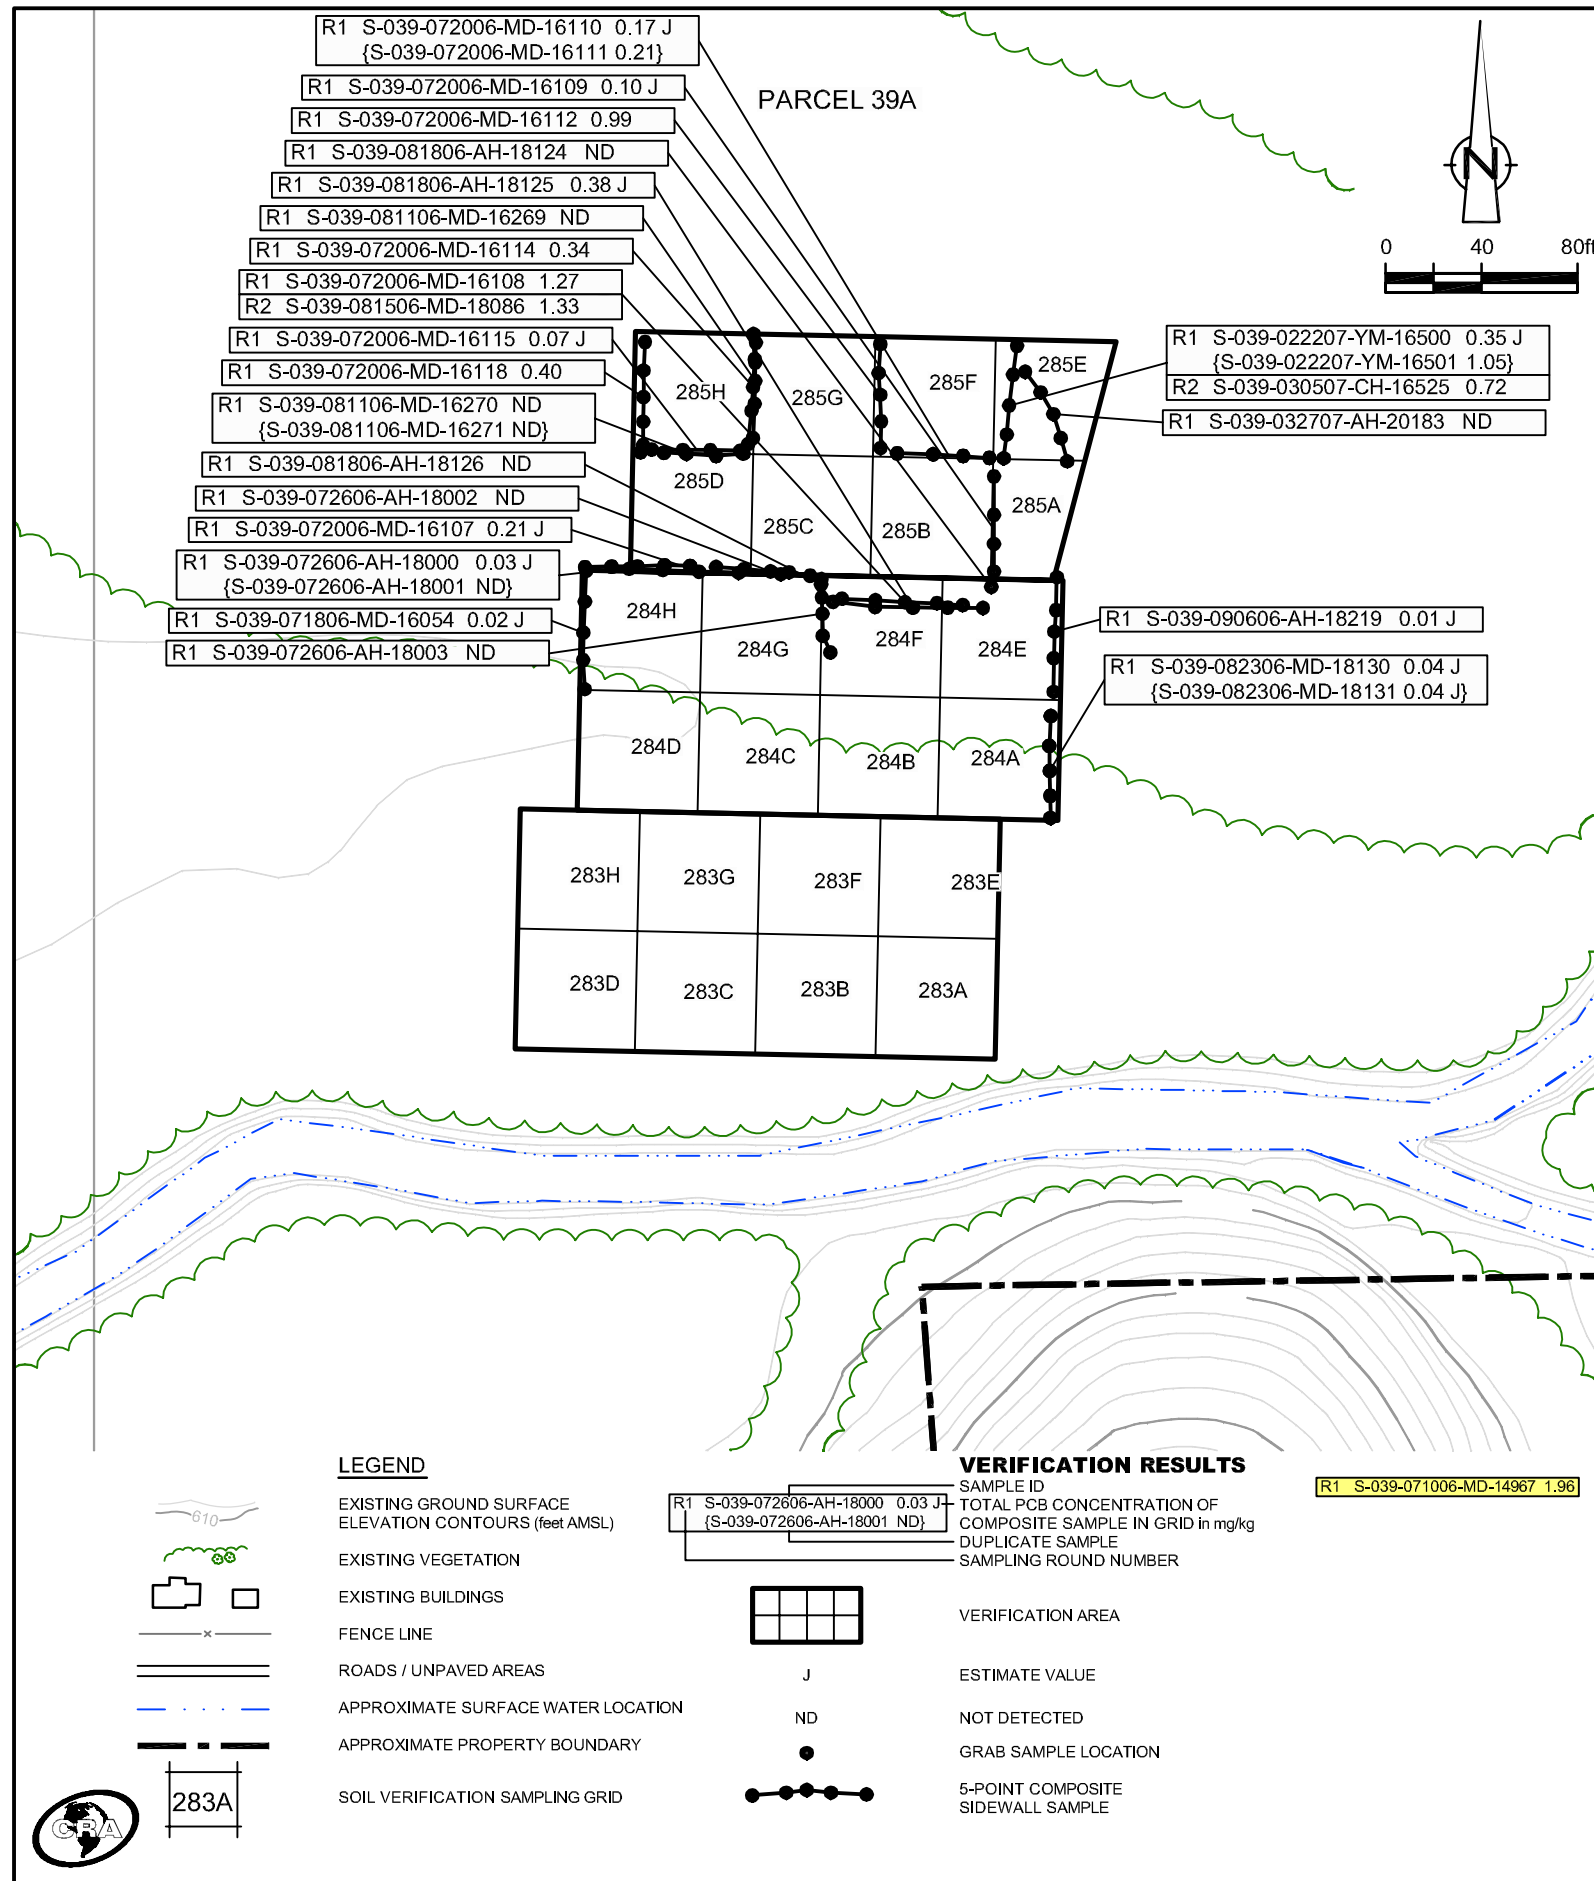 R1 S-039-072006-MD-16110 0.17 J
{S-039-072006-MD-16111 0.21}
R1 S-039-072006-MD-16109 0.10 J
PARCEL 39A
R1 S-039-072006-MD-16112 0.99
R1 S-039-081806-AH-18124 ND
R1 S-039-081806-AH-18125 0.38 J
N
R1 S-039-081106-MD-16269 ND
R1 S-039-072006-MD-16114 0.34
0 40 80ft
R1 S-039-072006-MD-16108 1.27
R2 S-039-081506-MD-18086 1.33
R1 S-039-072006-MD-16115 0.07 J
R1 S-039-072006-MD-16118 0.40
R1 S-039-081106-MD-16270 ND
{S-039-081106-MD-16271 ND}
R1 S-039-081806-AH-18126 ND
R1 S-039-072606-AH-18002 ND
R1 S-039-072006-MD-16107 0.21 J
R1 S-039-072606-AH-18000 0.03 J
{S-039-072606-AH-18001 ND}
R1 S-039-071806-MD-16054 0.02 J
R1 S-039-072606-AH-18003 ND
R1 S-039-022207-YM-16500 0.35 J
{S-039-022207-YM-16501 1.05}
R2 S-039-030507-CH-16525 0.72
R1 S-039-032707-AH-20183 ND
R1 S-039-090606-AH-18219 0.01 J
R1 S-039-082306-MD-18130 0.04 J
{S-039-082306-MD-18131 0.04 J}
285H 285G 285F 285E
285D 285C 285B 285A
284H 284G 284F 284E
284D 284C 284B 284A
283H 283G 283F 283E
283D 283C 283B 283A
LEGEND
610
EXISTING GROUND SURFACE
ELEVATION CONTOURS (feet AMSL)
EXISTING VEGETATION
EXISTING BUILDINGS
FENCE LINE
ROADS / UNPAVED AREAS
APPROXIMATE SURFACE WATER LOCATION
APPROXIMATE PROPERTY BOUNDARY
283A
SOIL VERIFICATION SAMPLING GRID
CRA
VERIFICATION RESULTS
R1 S-039-072606-AH-18000 0.03 J
{S-039-072606-AH-18001 ND}
SAMPLE ID
TOTAL PCB CONCENTRATION OF
COMPOSITE SAMPLE IN GRID in mg/kg
DUPLICATE SAMPLE
SAMPLING ROUND NUMBER
R1 S-039-071006-MD-14967 1.96
VERIFICATION AREA
J ESTIMATE VALUE
ND NOT DETECTED
GRAB SAMPLE LOCATION
5-POINT COMPOSITE
SIDEWALL SAMPLE